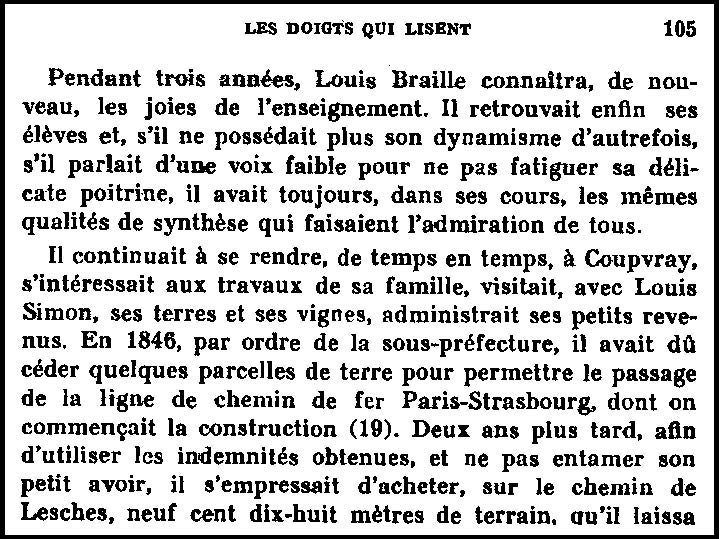 LES DOIGTS QUI LISENT 105
Pendant trois années, Louis Braille connaîtra, de nou-
veau, les joies de l'enseignement. Il retrouvait enfin ses
élèves et, s'il ne possédait plus son dynamisme d'autrefois,
s'il parlait d'une voix faible pour ne pas fatiguer sa déli-
cate poitrine, il avait toujours, dans ses cours, les mêmes
qualités de synthèse qui faisaient l'admiration de tous.
Il continuait à se rendre, de temps en temps, à Coupvray,
s'intéressait aux travaux de sa famille, visitait, avec Louis
Simon, ses terres et ses vignes, administrait ses petits reve-
nus. En 1846, par ordre de la sous-préfecture, il avait dû
céder quelques parcelles de terre pour permettre le passage
de la ligne de chemin de fer Paris-Strasbourg, dont on
commençait la construction (19). Deux ans plus tard, afin
d'utiliser les indemnités obtenues, et ne pas entamer son
petit avoir, il s'empressait d'acheter, sur le chemin de
Lesches, neuf cent dix-huit mètres de terrain, qu'il laissa